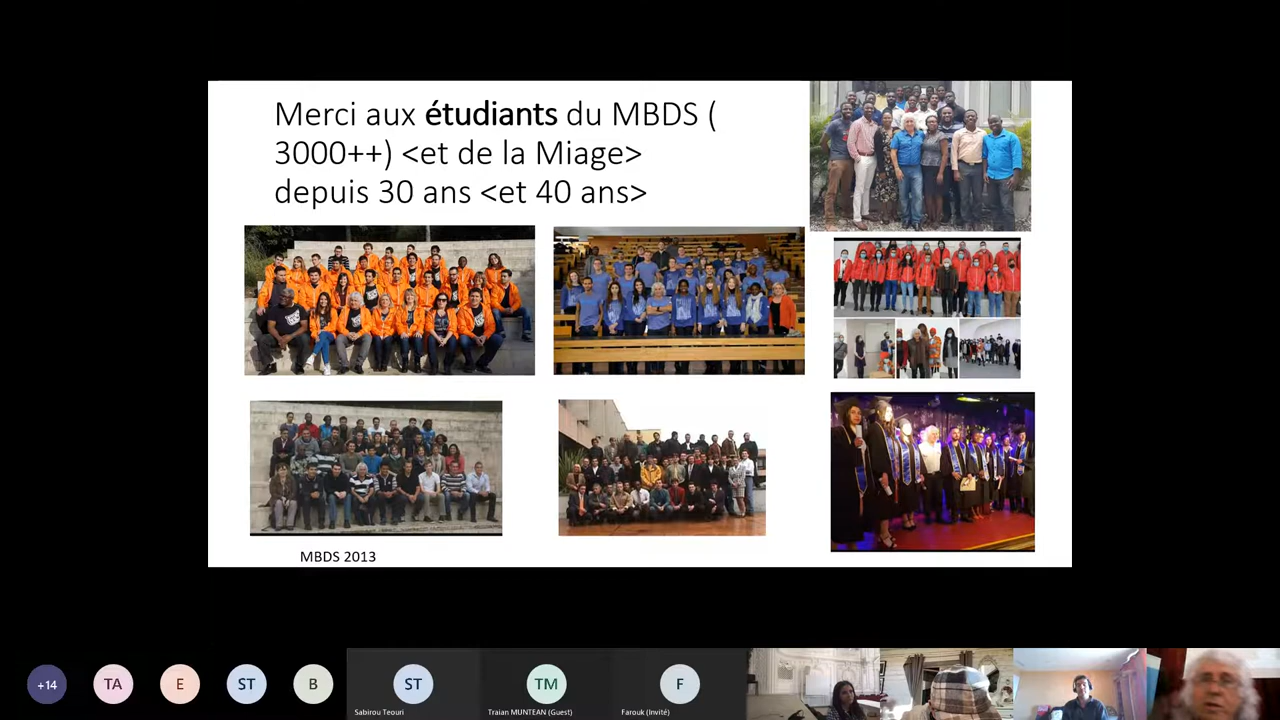 Merci aux étudiants du MBDS (
3000++) <et de la Miage>
depuis 30 ans <et 40 ans>
MBDS 2013
+14
TA
E
ST
B
ST
TM
F
Sabirou Teouri
Traian MUNTEAN (Guest)
Farouk (Invité)